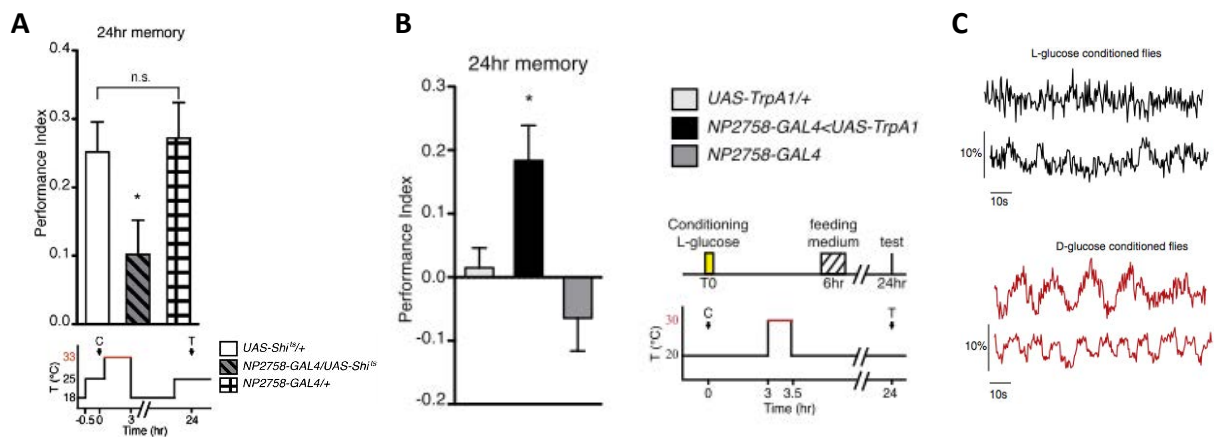 A
24hr memory
0.4
0.3
0.2
0.1
0.0
Performance Index
n.s.
*
C
T
33
25
18
T (°C)
-0.5 0 3 24
Time (hr)
UAS-Shits/+
NP2758-GAL4/UAS-Shits
NP2758-GAL4/+
B
24hr memory
0.4
0.3
0.2
0.1
0.0
-0.1
-0.2
Performance Index
*
UAS-TrpA1/+
NP2758-GAL4<UAS-TrpA1
NP2758-GAL4
Conditioning
L-glucose
feeding
medium
test
T0
6hr
24hr
C
T
30
20
T (°C)
0 3 3.5 24
Time (hr)
C
L-glucose conditioned flies
10%
10s
D-glucose conditioned flies
10%
10s